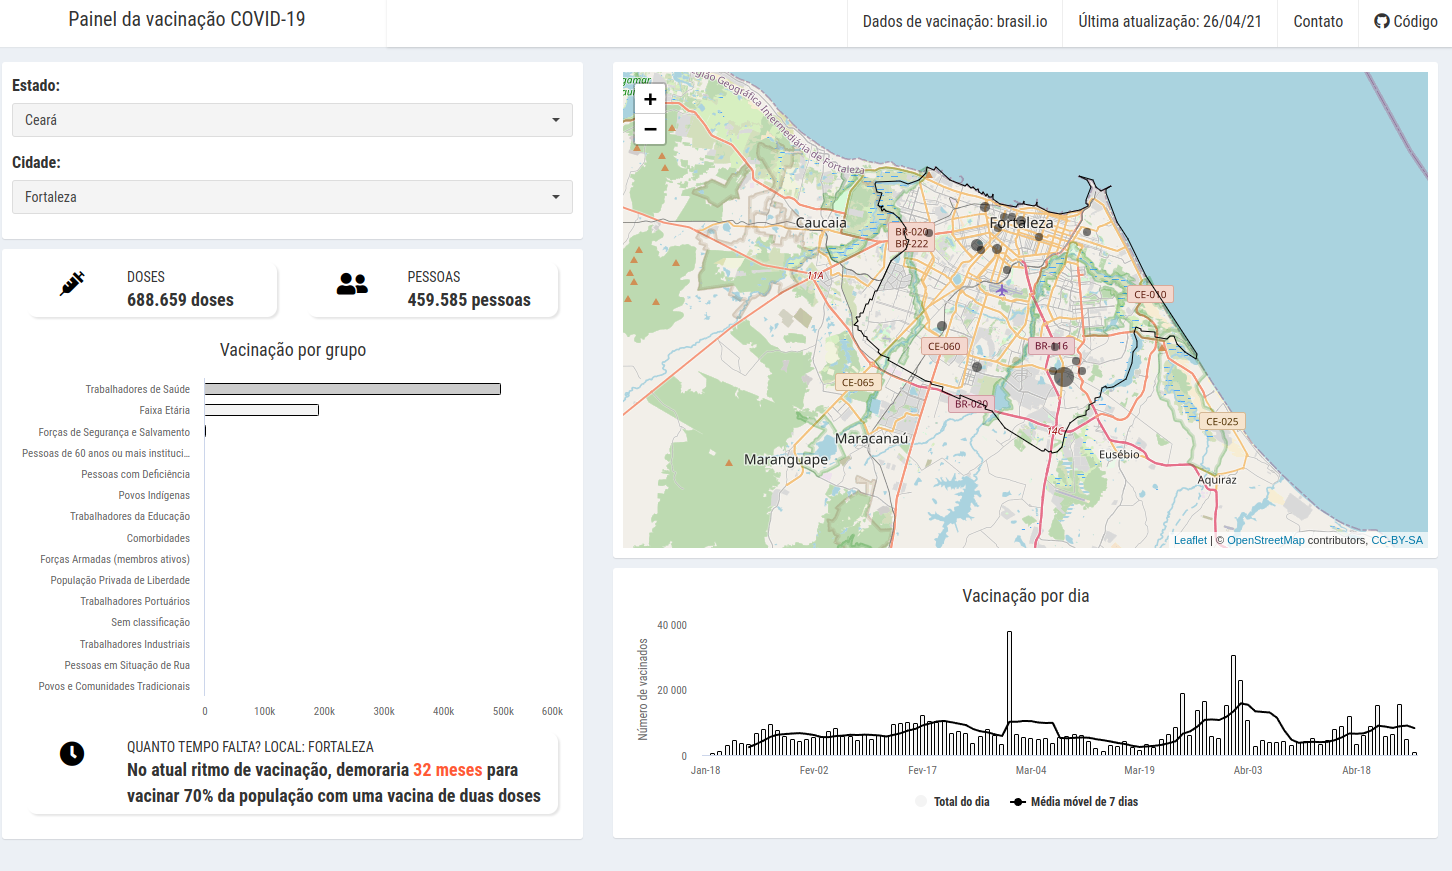 Painel da vacinação COVID-19
Dados de vacinação: brasil.io
Última atualização: 26/04/21
Contato
Código
Estado:
Ceará
Cidade:
Fortaleza
DOSES
688.659 doses
PESSOAS
459.585 pessoas
Vacinação por grupo
Trabalhadores de Saúde
Faixa Etária
Forças de Segurança e Salvamento
Pessoas de 60 anos ou mais instituci...
Pessoas com Deficiência
Povos Indígenas
Trabalhadores da Educação
Comorbidades
Forças Armadas (membros ativos)
População Privada de Liberdade
Trabalhadores Portuários
Sem classificação
Trabalhadores Industriais
Pessoas em Situação de Rua
Povos e Comunidades Tradicionais
0 100k 200k 300k 400k 500k 600k
QUANTO TEMPO FALTA? LOCAL: FORTALEZA
No atual ritmo de vacinação, demoraria 32 meses para
vacinar 70% da população com uma vacina de duas doses
+
−
Região Geográfica Intermediária de Fortaleza
Caucaia
Fortaleza
BR-020
BR-222
11A
CE-010
CE-060
BR-116
CE-065
BR-020
CE-025
14C
Maracanaú
Maranguape
Eusébio
Aquiraz
Leaflet | © OpenStreetMap contributors, CC-BY-SA
Vacinação por dia
Número de vacinados
40 000
20 000
0
Jan-18 Fev-02 Fev-17 Mar-04 Mar-19 Abr-03 Abr-18
Total do dia
Média móvel de 7 dias